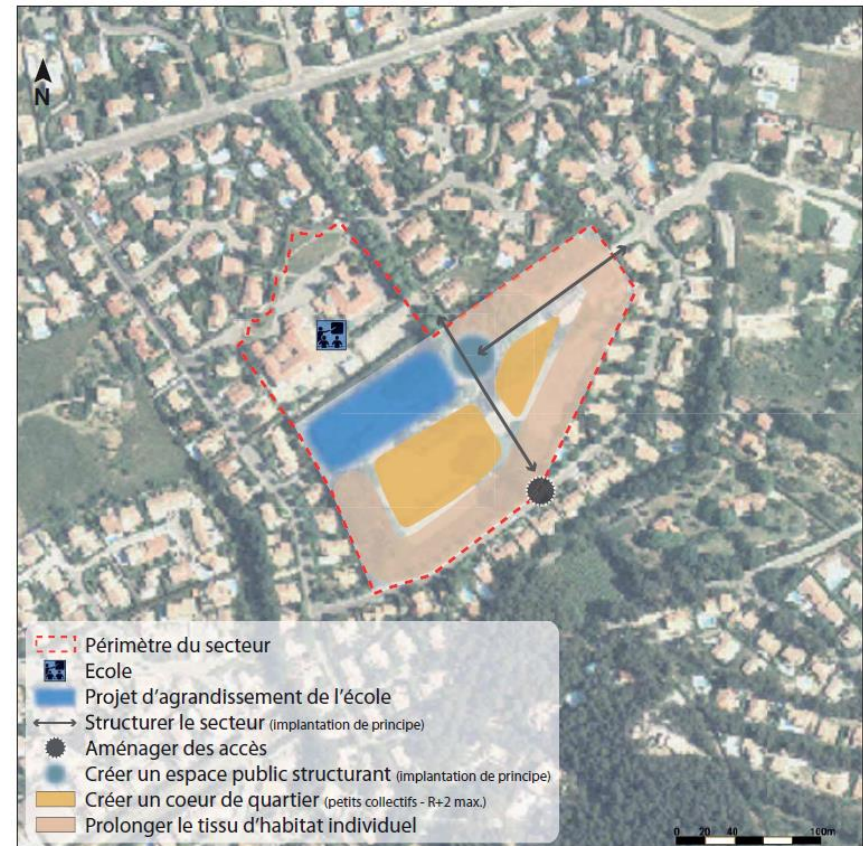 N
Périmètre du secteur
Ecole
Projet d'agrandissement de l'école
Structurer le secteur (implantation de principe)
Aménager des accès
Créer un espace public structurant (implantation de principe)
Créer un coeur de quartier (petits collectifs - R+2 max.)
Prolonger le tissu d'habitat individuel
0 20 40 100m